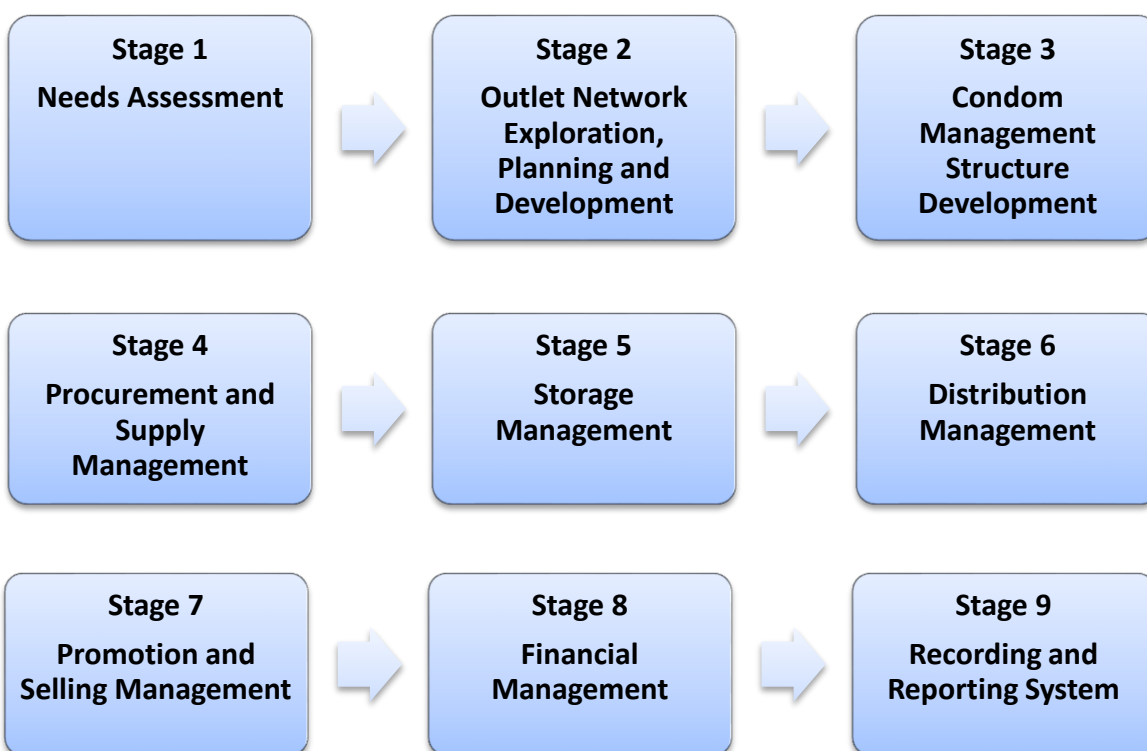 Stage 1
Needs Assessment
Stage 2
Outlet Network
Exploration,
Planning and
Development
Stage 3
Condom
Management
Structure
Development
Stage 4
Procurement and
Supply
Management
Stage 5
Storage
Management
Stage 6
Distribution
Management
Stage 7
Promotion and
Selling Management
Stage 8
Financial
Management
Stage 9
Recording and
Reporting System